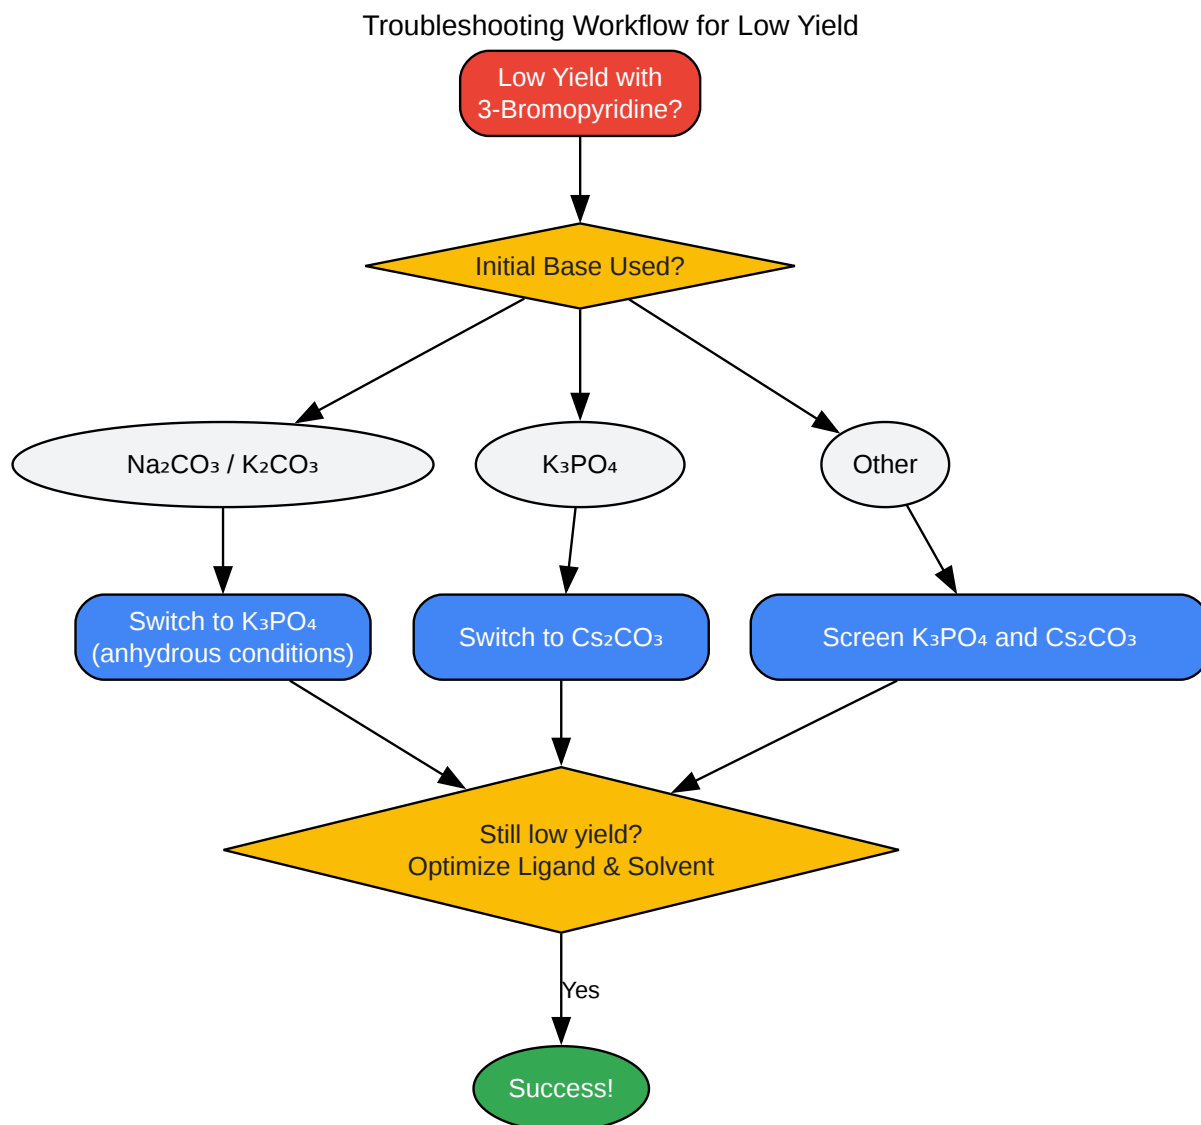 Troubleshooting Workflow for Low Yield
Low Yield with
3-Bromopyridine?
Initial Base Used?
Na₂CO₃ / K₂CO₃
K₃PO₄
Other
Switch to K₃PO₄
(anhydrous conditions)
Switch to Cs₂CO₃
Screen K₃PO₄ and Cs₂CO₃
Still low yield?
Optimize Ligand & Solvent
Yes
Success!